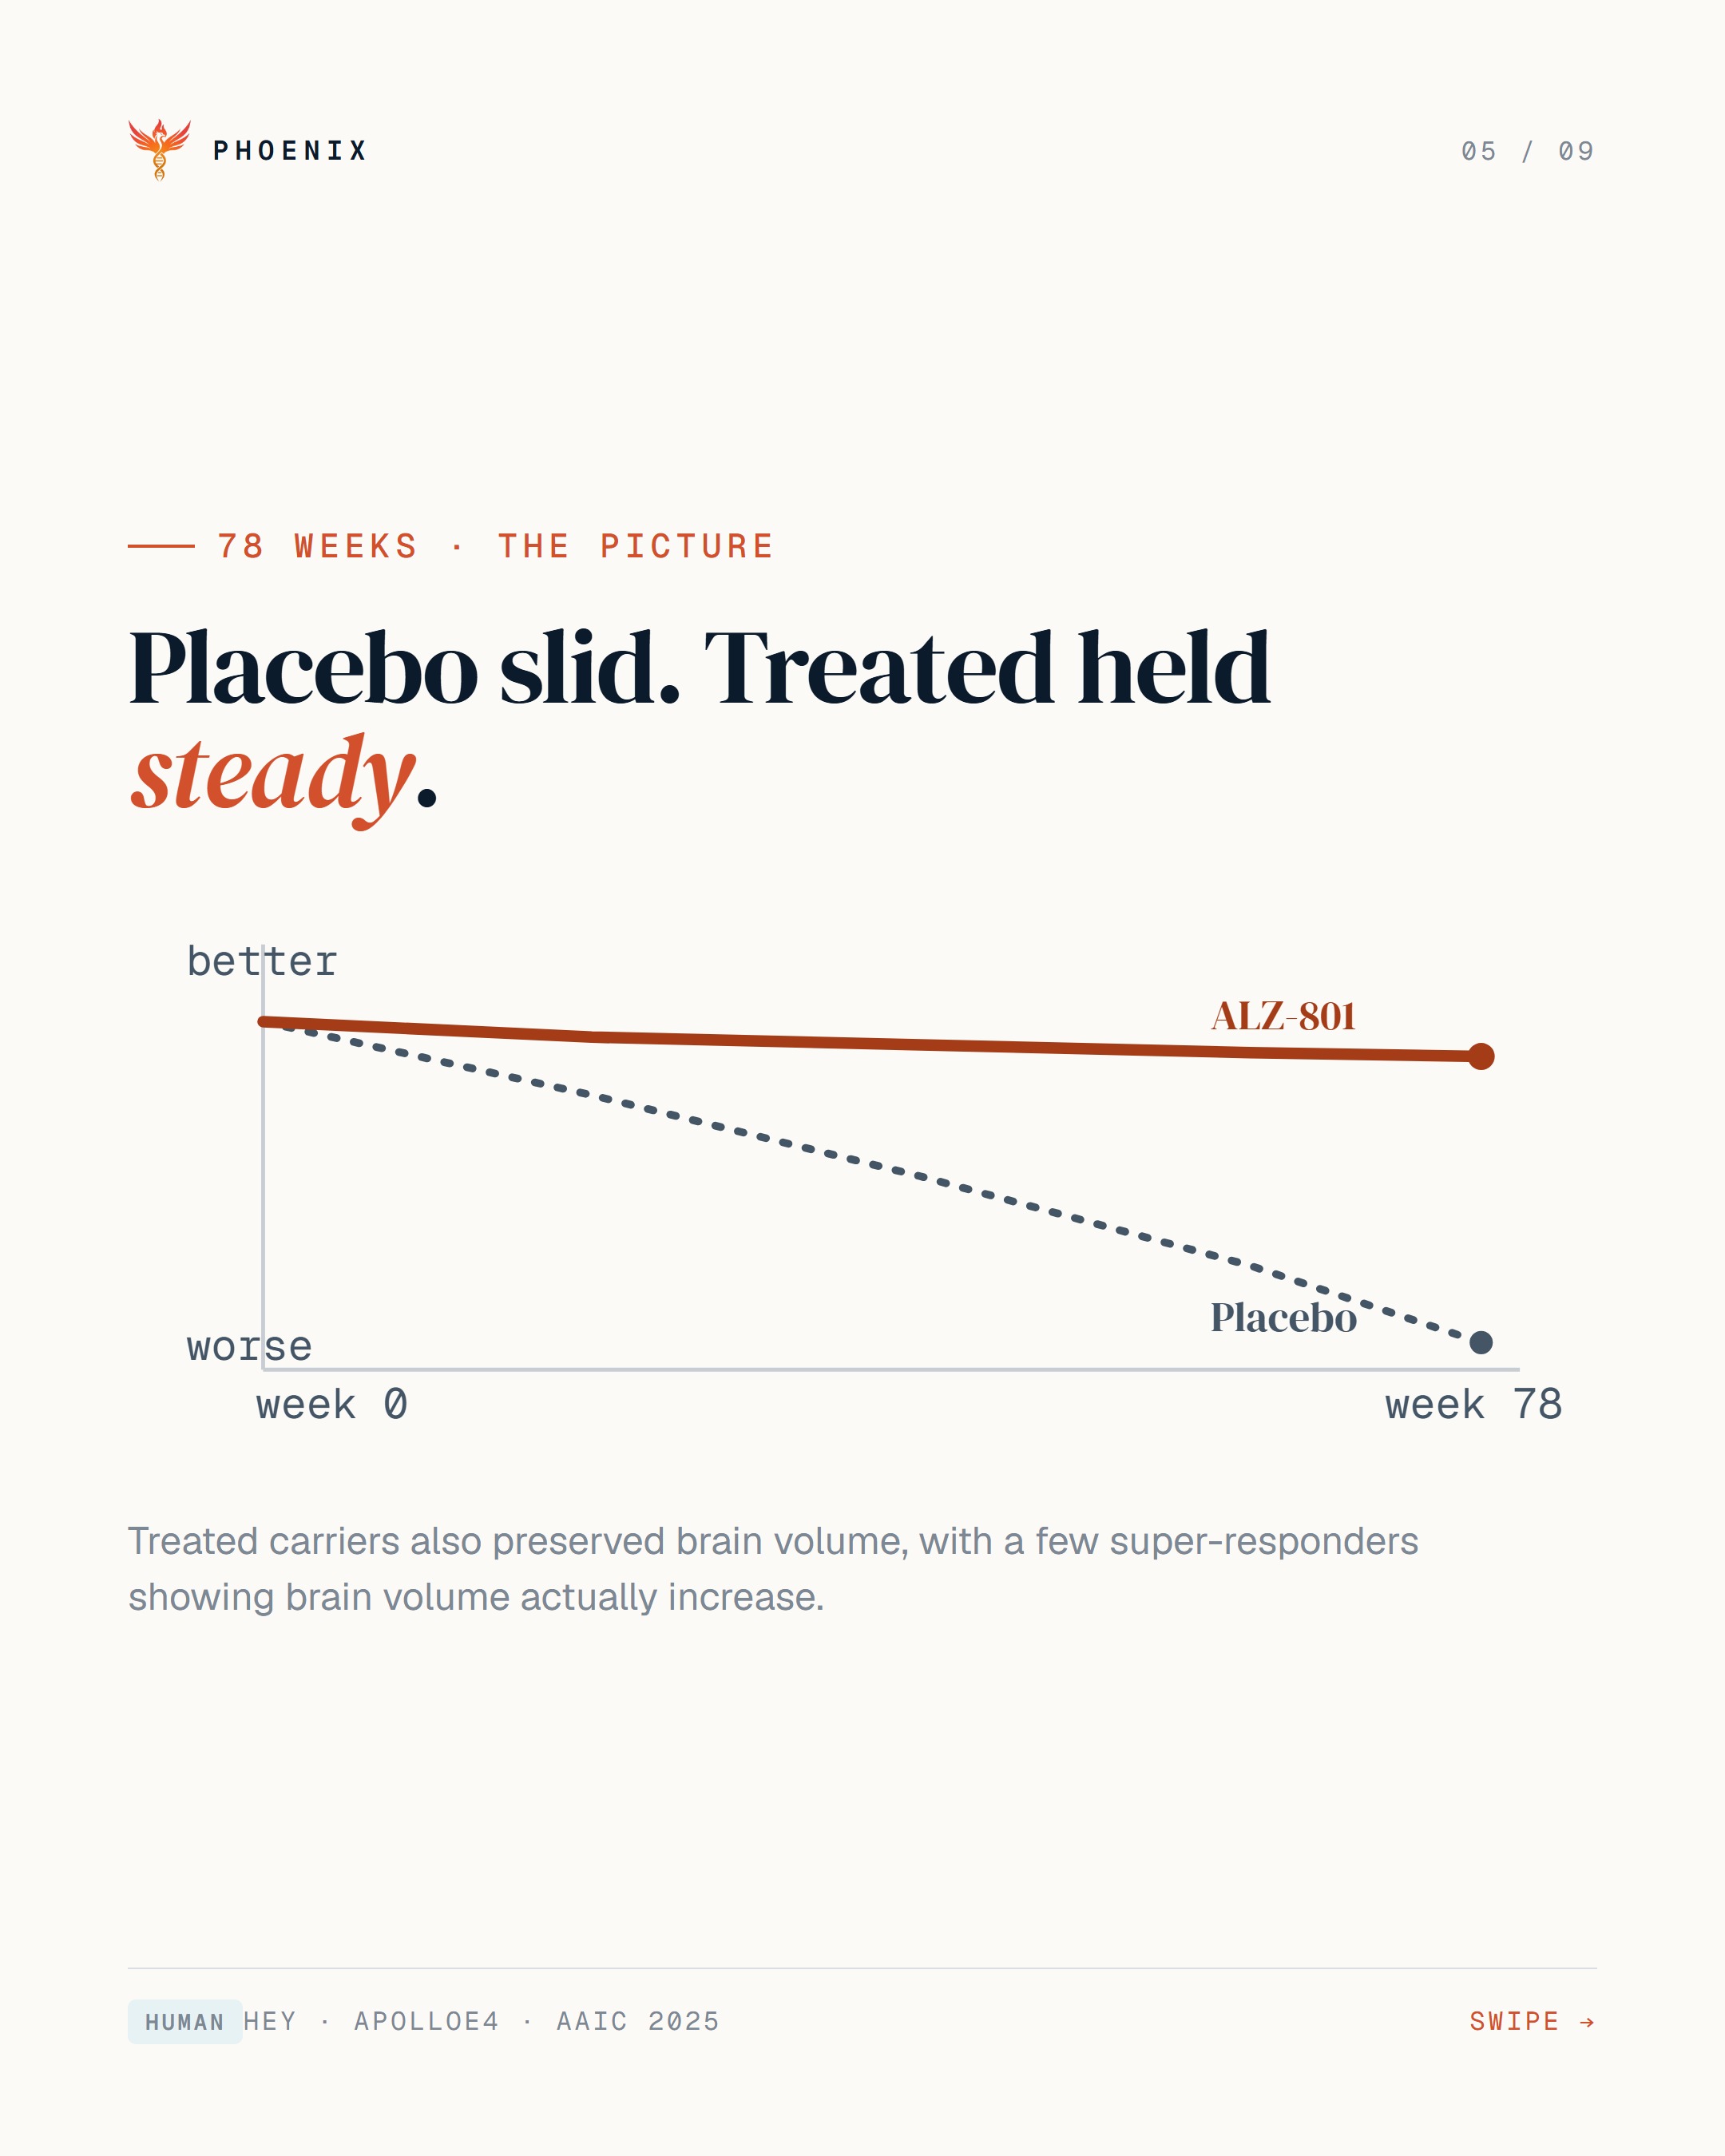 PHOENIX
05 / 09
78 WEEKS · THE PICTURE
Placebo slid. Treated held
steady.
better
ALZ-801
Placebo
worse
week 0
week 78
Treated carriers also preserved brain volume, with a few super-responders
showing brain volume actually increase.
HUMAN HEY · APOLLOE4 · AAIC 2025
SWIPE →